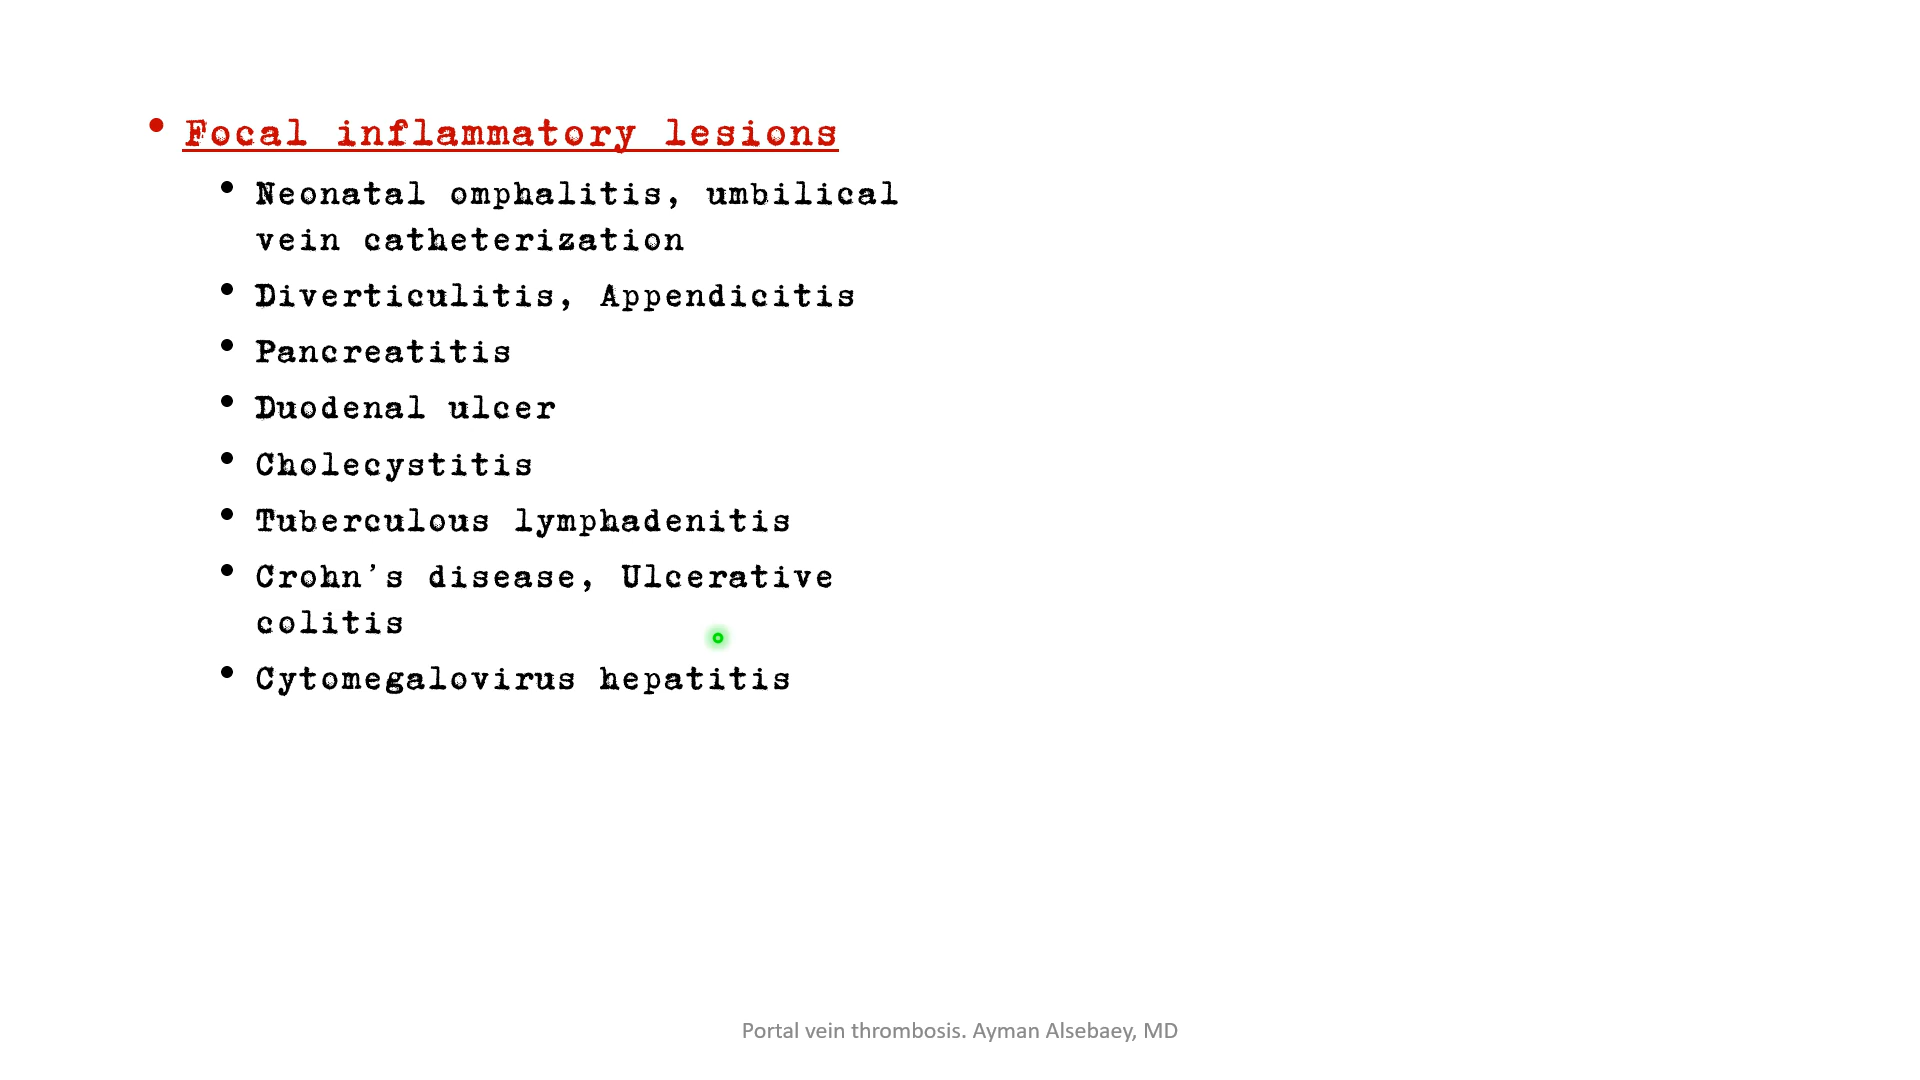 • Focal inflammatory lesions
• Neonatal omphalitis, umbilical
vein catheterization
• Diverticulitis, Appendicitis
• Pancreatitis
• Duodenal ulcer
• Cholecystitis
• Tuberculous lymphadenitis
• Crohn’s disease, Ulcerative
colitis
• Cytomegalovirus hepatitis
Portal vein thrombosis. Ayman Alsebaey, MD